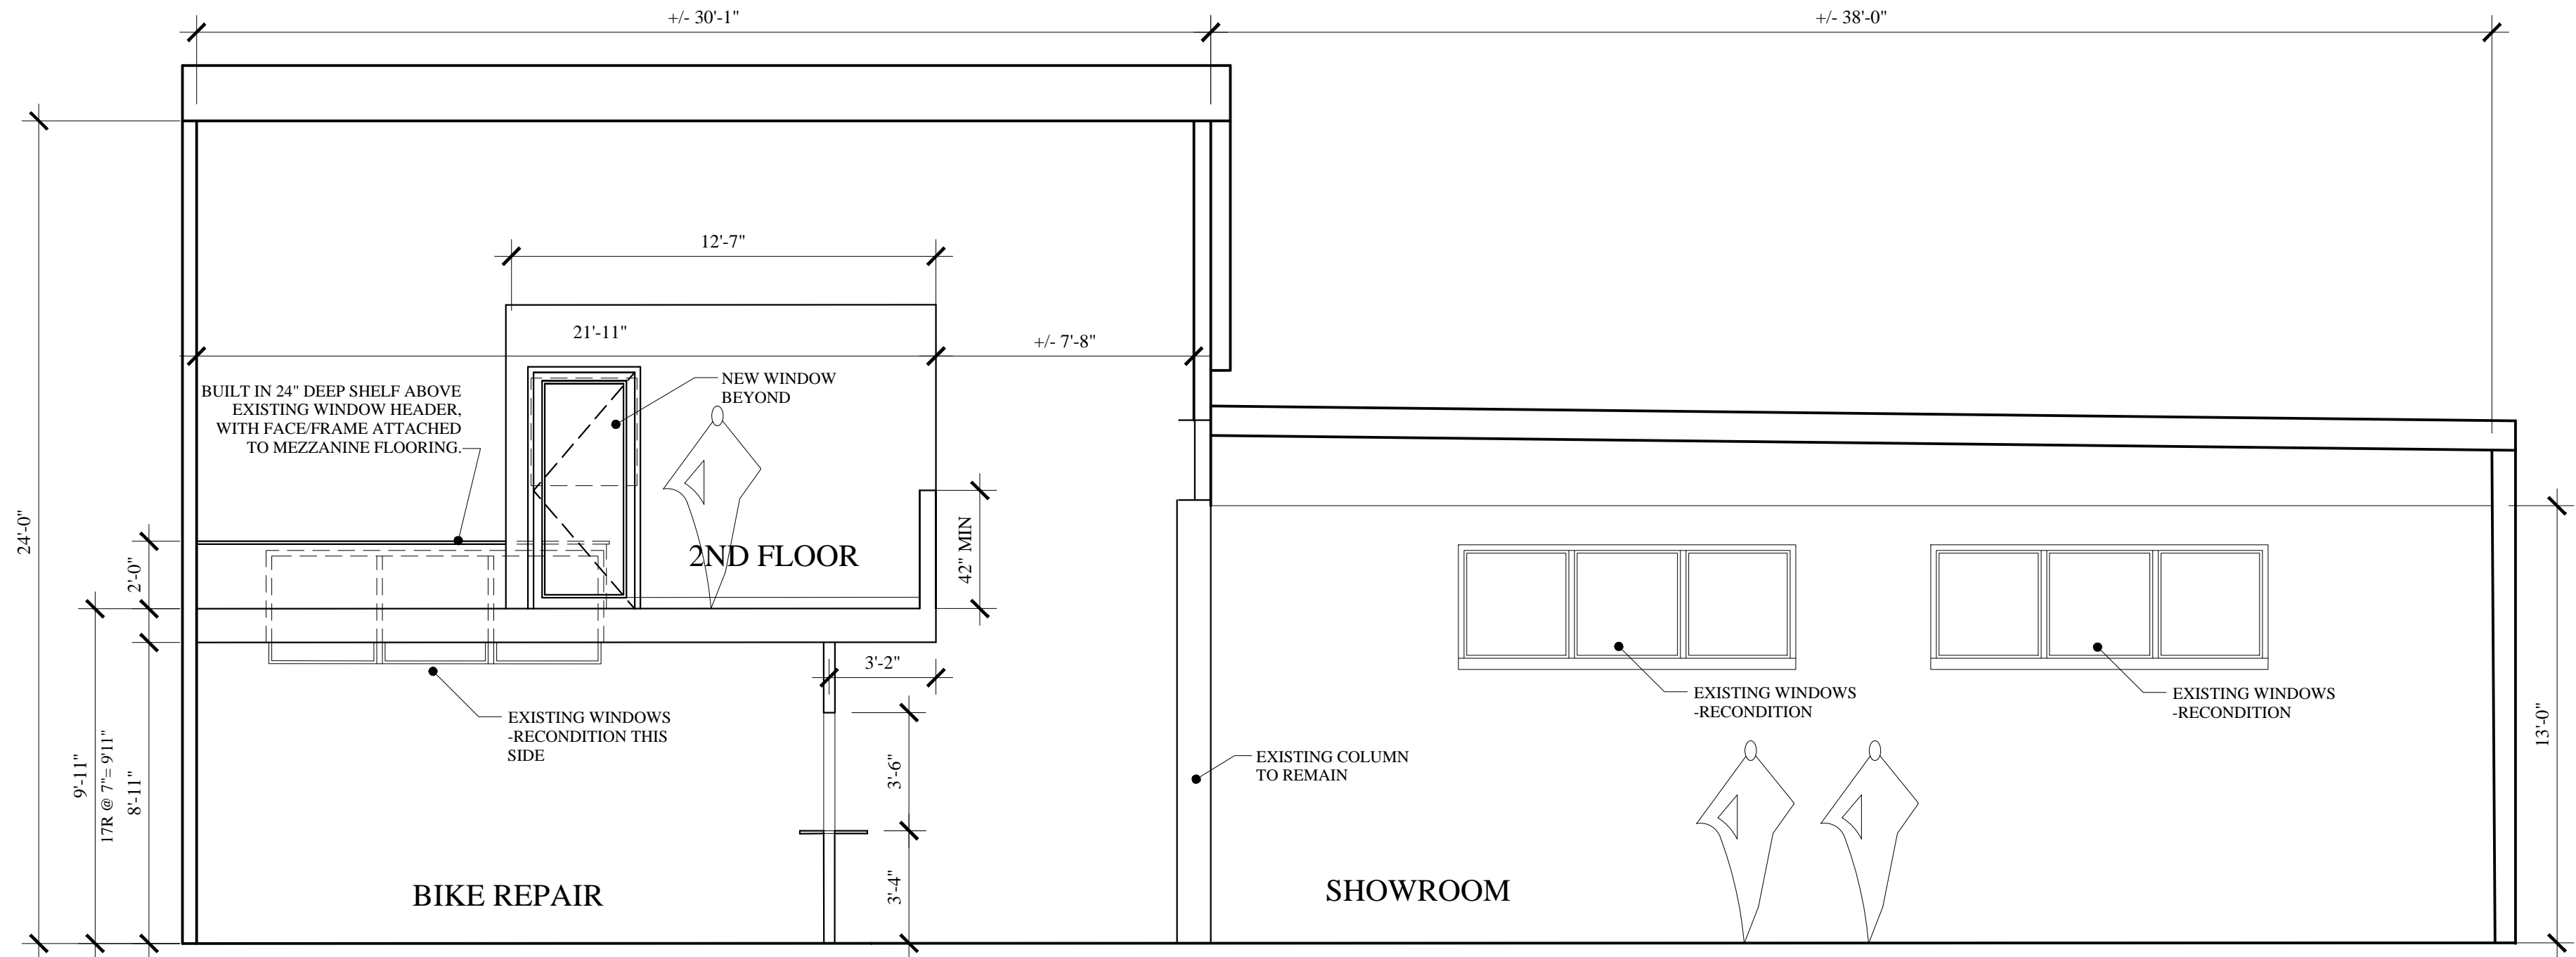 +/- 30'-1"
+/- 38'-0"
12'-7"
21'-11"
+/- 7'-8"
BUILT IN 24" DEEP SHELF ABOVE
EXISTING WINDOW HEADER,
WITH FACE/FRAME ATTACHED
TO MEZZANINE FLOORING.
NEW WINDOW
BEYOND
24'-0"
2'-0"
2ND FLOOR
42" MIN
3'-2"
EXISTING WINDOWS
-RECONDITION THIS
SIDE
EXISTING WINDOWS
-RECONDITION
EXISTING WINDOWS
-RECONDITION
9'-11"
17R @ 7"= 9'11"
8'-11"
3'-6"
EXISTING COLUMN
TO REMAIN
13'-0"
3'-4"
BIKE REPAIR
SHOWROOM